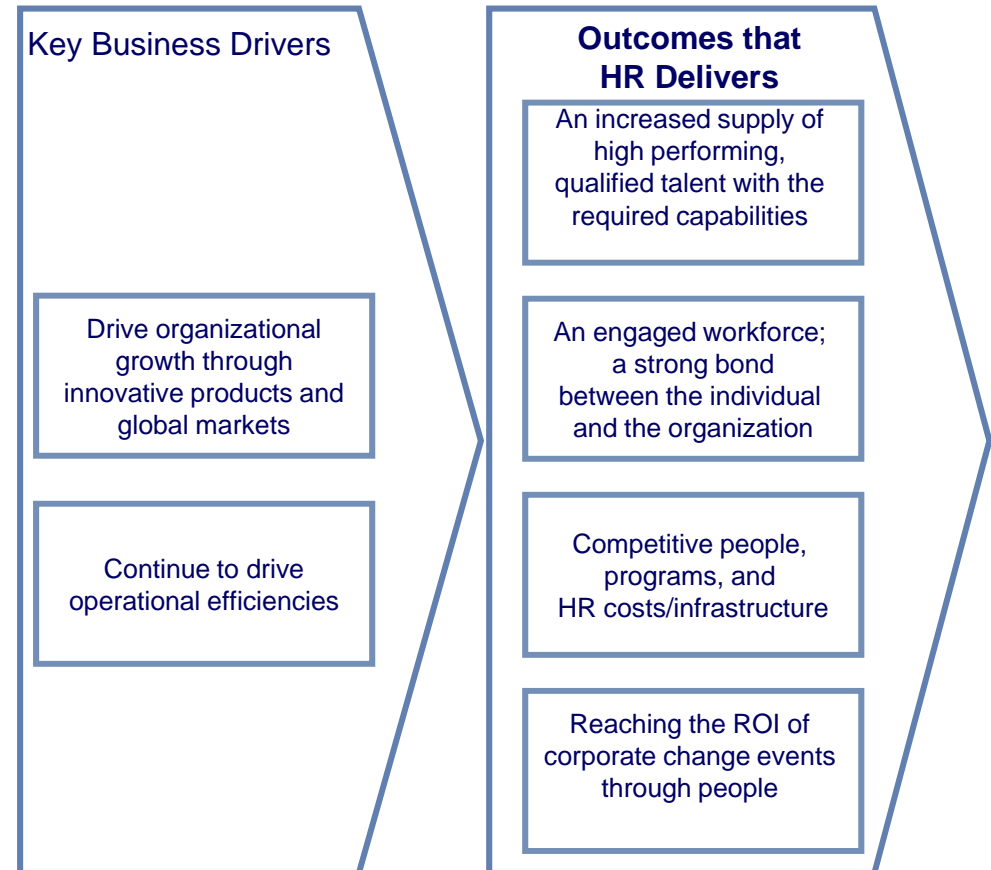 Key Business Drivers
Drive organizational
growth through
innovative products and
global markets
Continue to drive
operational efficiencies
Outcomes that
HR Delivers
An increased supply of
high performing,
qualified talent with the
required capabilities
An engaged workforce;
a strong bond
between the individual
and the organization
Competitive people,
programs, and
HR costs/infrastructure
Reaching the ROI of
corporate change events
through people